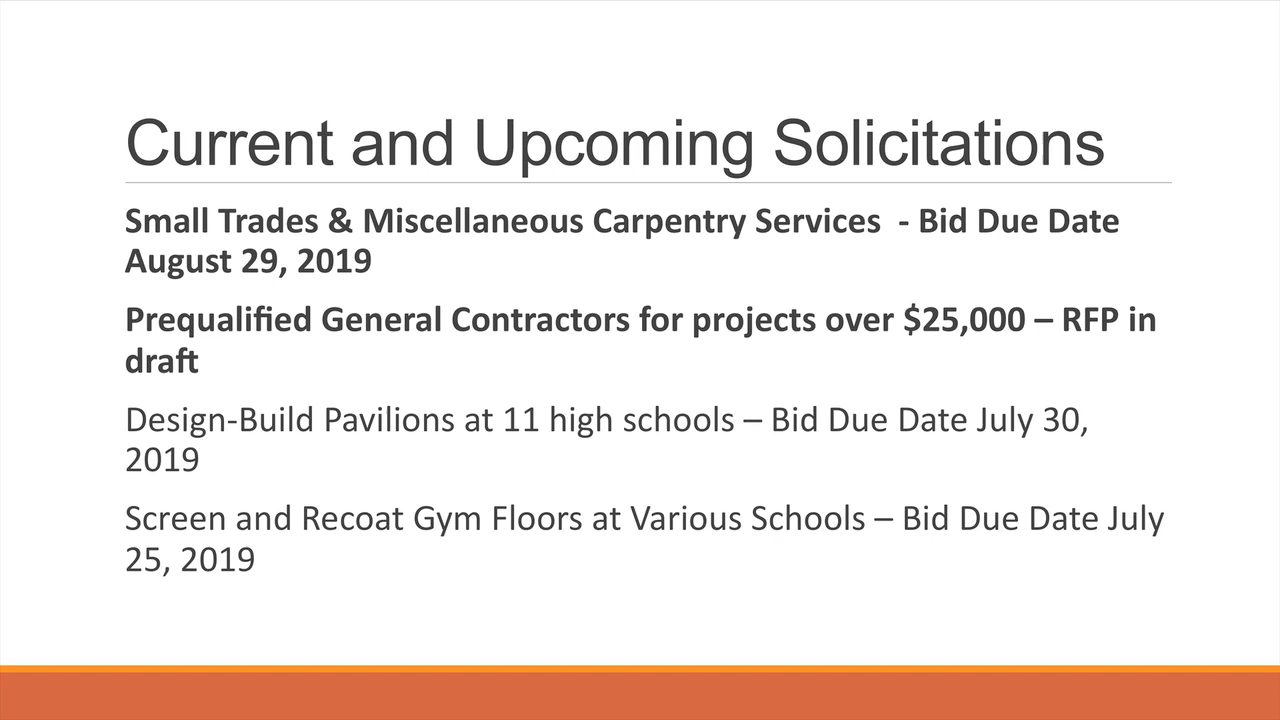 Current and Upcoming Solicitations
Small Trades & Miscellaneous Carpentry Services  - Bid Due Date
August 29, 2019
Prequalified General Contractors for projects over $25,000 – RFP in
draft
Design-Build Pavilions at 11 high schools – Bid Due Date July 30,
2019
Screen and Recoat Gym Floors at Various Schools – Bid Due Date July
25, 2019